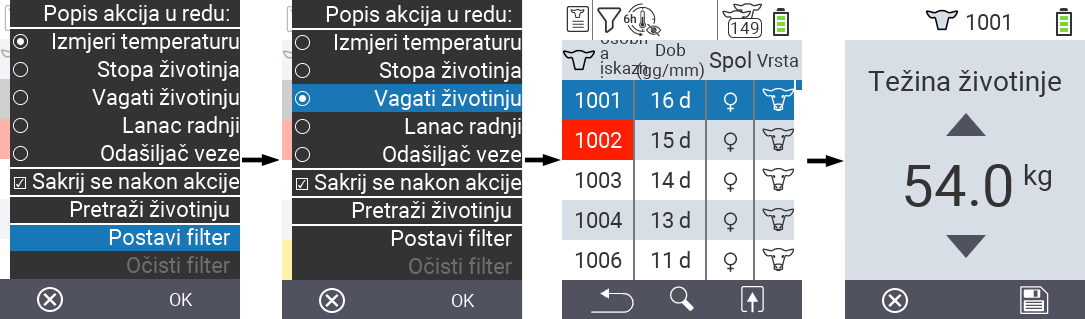 Popis akcija u redu:
Izmjeri temperaturu
Stopa životinja
Vagati životinju
Lanac radnji
Odašiljač veze
Sakrij se nakon akcije
Pretraži životinju
Postavi filter
Očisti filter
OK
Popis akcija u redu:
Izmjeri temperaturu
Stopa životinja
Vagati životinju
Lanac radnji
Odašiljač veze
Sakrij se nakon akcije
Pretraži životinju
Postavi filter
Očisti filter
OK
6h
149
a iskazn
Dob (gg/mm)
Spol
Vrsta
1001 16 d ♀
1002 15 d ♀
1003 14 d ♀
1004 13 d ♀
1006 11 d ♀
1001
Težina životinje
54.0 kg